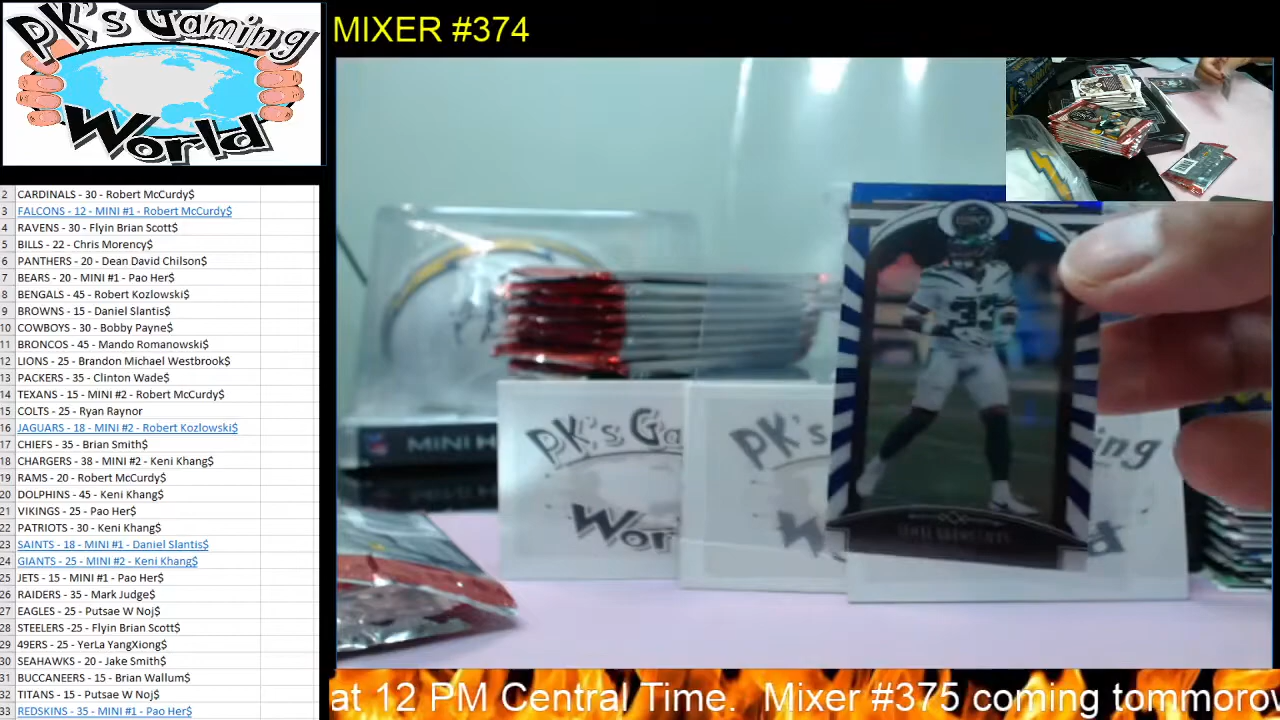 PK's Gaming
World
MIXER #374
2 CARDINALS - 30 - Robert McCurdy$
3 FALCONS - 12 - MINI #1 - Robert McCurdy$
4 RAVENS - 30 - Flyin Brian Scott$
5 BILLS - 22 - Chris Morency$
6 PANTHERS - 20 - Dean David Chilson$
7 BEARS - 20 - MINI #1 - Pao Her$
8 BENGALS - 45 - Robert Kozlowski$
9 BROWNS - 15 - Daniel Slantis$
10 COWBOYS - 30 - Bobby Payne$
11 BRONCOS - 45 - Mando Romanowski$
12 LIONS - 25 - Brandon Michael Westbrook$
13 PACKERS - 35 - Clinton Wade$
14 TEXANS - 15 - MINI #2 - Robert McCurdy$
15 COLTS - 25 - Ryan Raynor
16 JAGUARS - 18 - MINI #2 - Robert Kozlowski$
17 CHIEFS - 35 - Brian Smith$
18 CHARGERS - 38 - MINI #2 - Keni Khang$
19 RAMS - 20 - Robert McCurdy$
20 DOLPHINS - 45 - Keni Khang$
21 VIKINGS - 25 - Pao Her$
22 PATRIOTS - 30 - Keni Khang$
23 SAINTS - 18 - MINI #1 - Daniel Slantis$
24 GIANTS - 25 - MINI #2 - Keni Khang$
25 JETS - 15 - MINI #1 - Pao Her$
26 RAIDERS - 35 - Mark Judge$
27 EAGLES - 25 - Putsae W Noj$
28 STEELERS -25 - Flyin Brian Scott$
29 49ERS - 25 - YerLa YangXiong$
30 SEAHAWKS - 20 - Jake Smith$
31 BUCCANEERS - 15 - Brian Wallum$
32 TITANS - 15 - Putsae W Noj$
33 REDSKINS - 35 - MINI #1 - Pao Her$
MINI H
PK's Ga
Wor
PK's
W
ing
d
33
at 12 PM Central Time. Mixer #375 coming tommorov